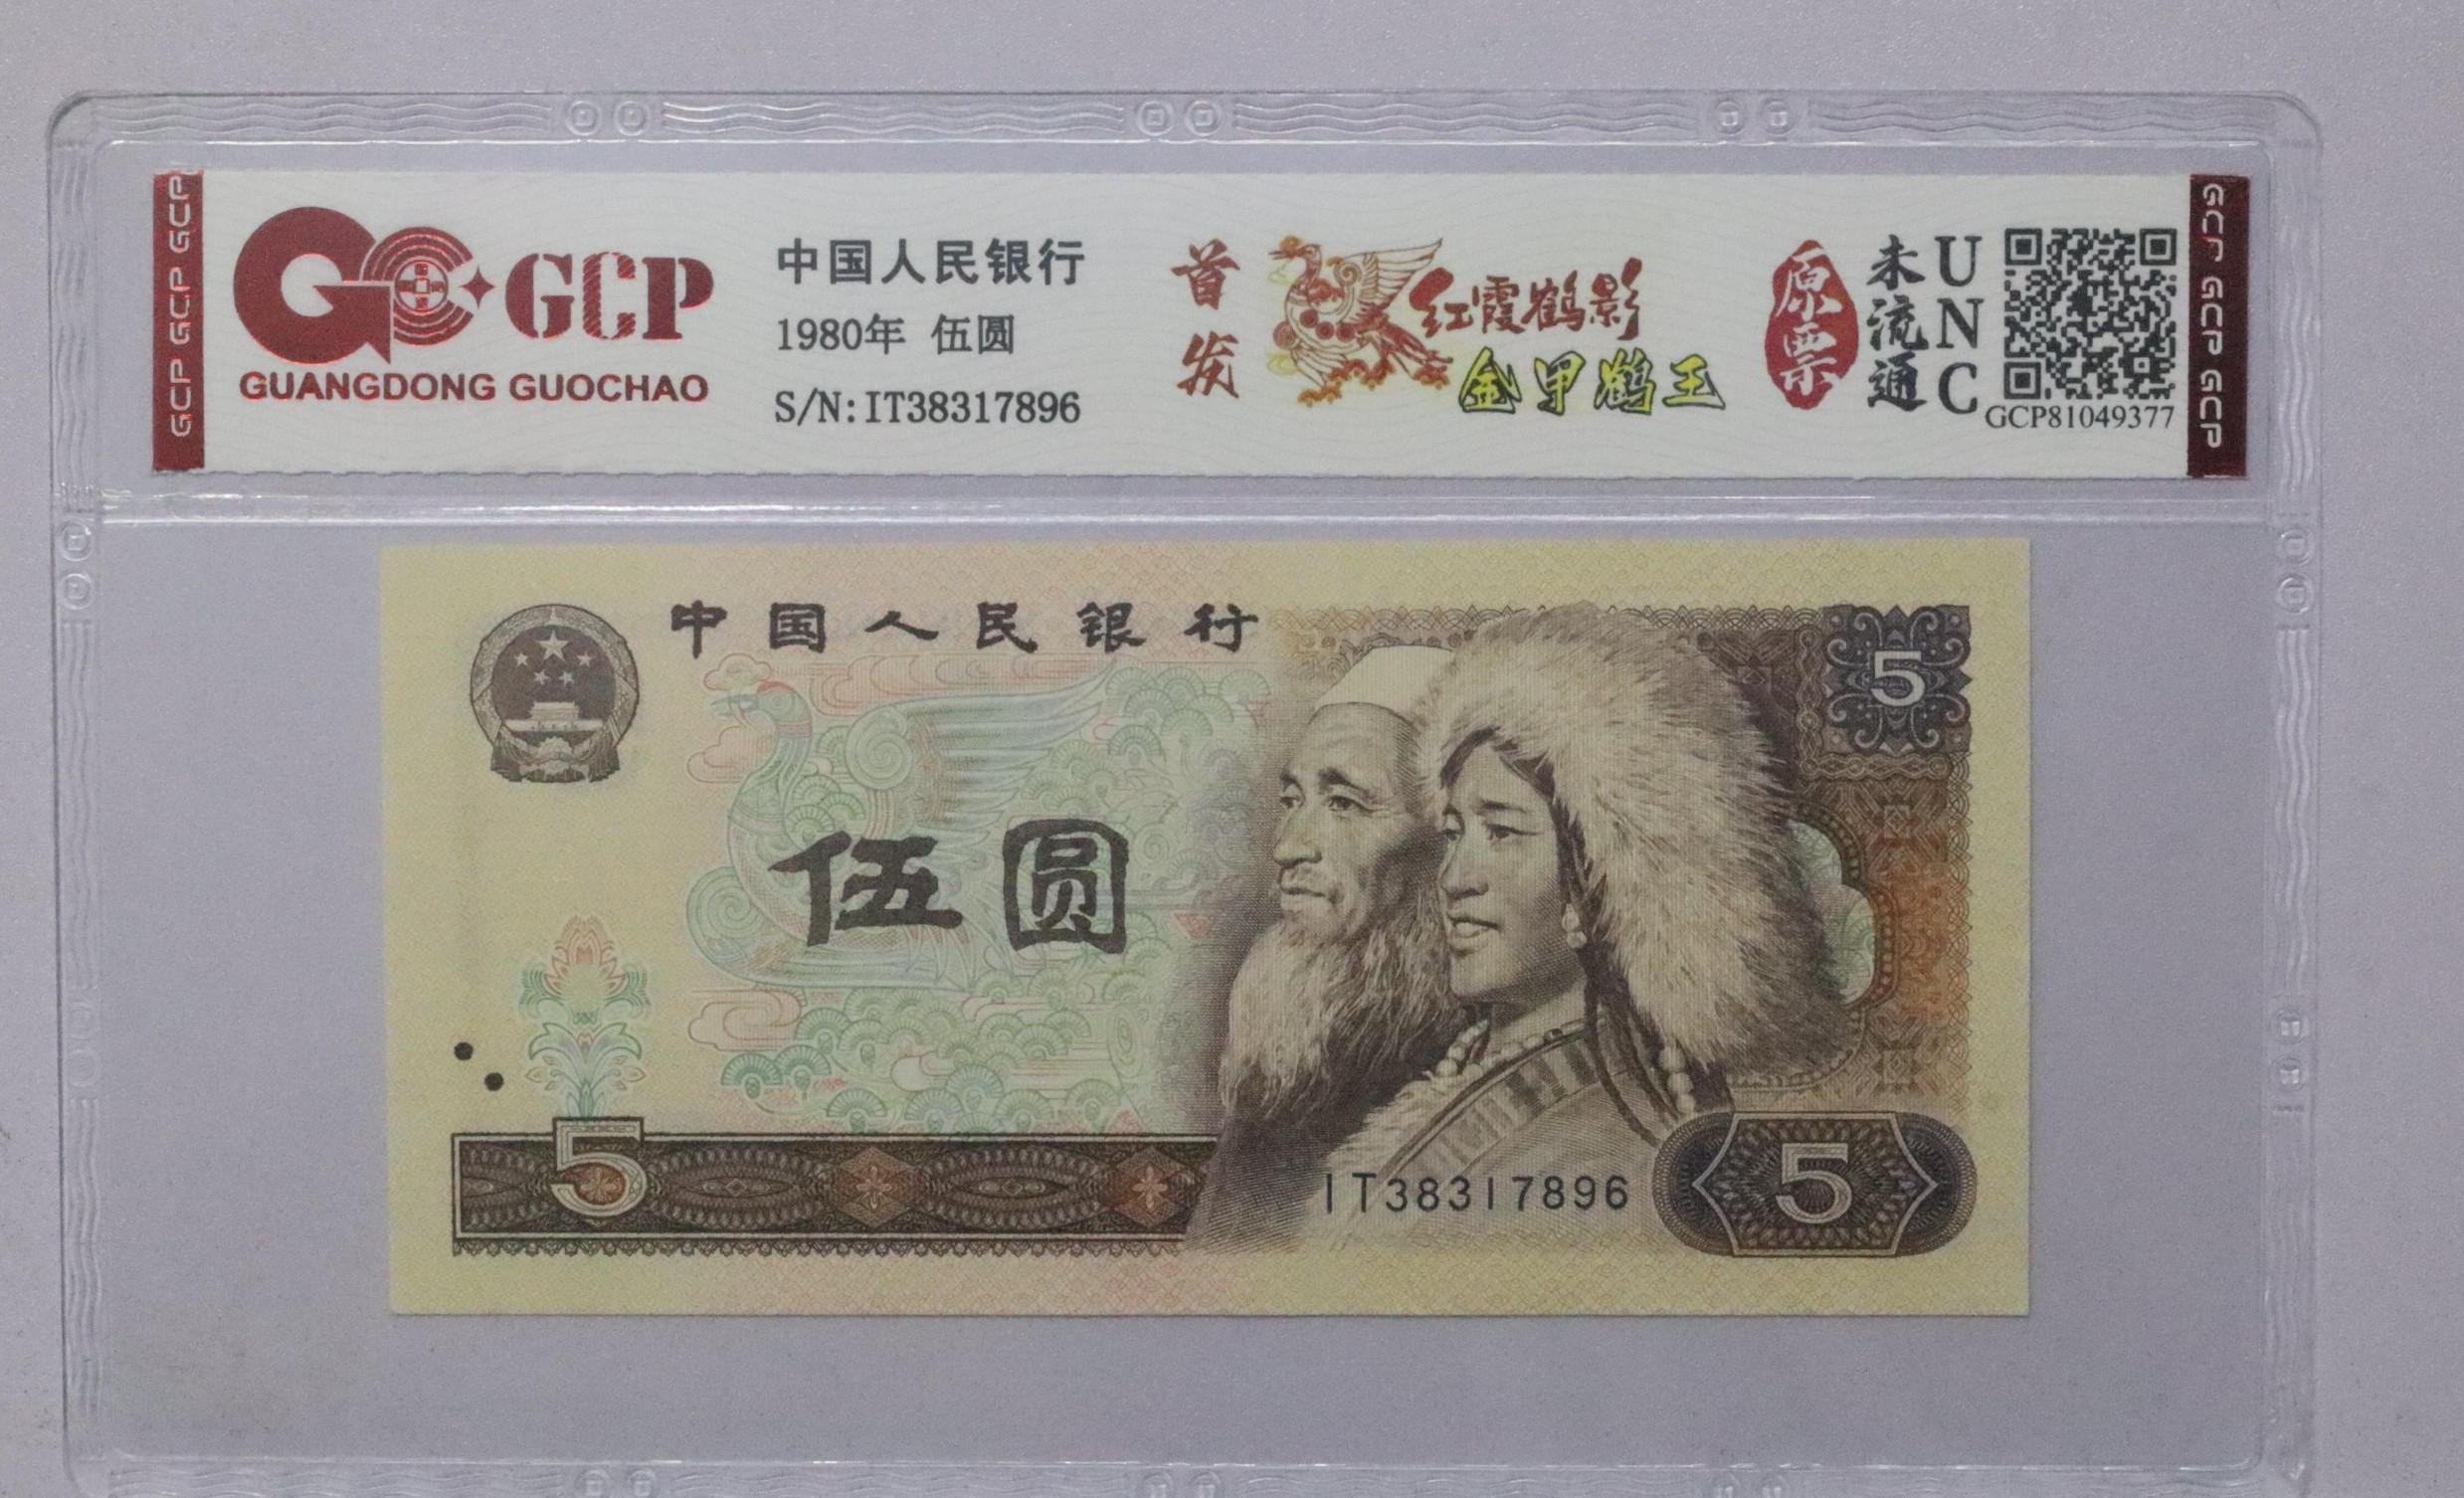 GCP GCP GCP
GCP
GUANGDONG GUOCHAO
中国人民银行
1980年 伍圆
S/N:IT38317896
首发
红霞鹤影
金甲鹤王
原票
未流通
UNC
GCP81049377
GCP GCP GCP
中国人民银行
5
伍圆
5
IT38317896
5